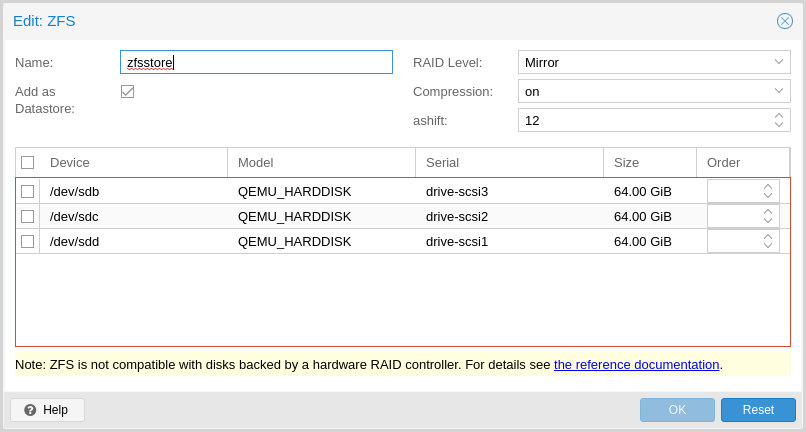 Edit: ZFS
Name: zfsstore RAID Level: Mirror
Add as
Datastore:
Compression: on
ashift: 12
Device Model Serial Size Order
/dev/sdb QEMU_HARDDISK drive-scsi3 64.00 GiB
/dev/sdc QEMU_HARDDISK drive-scsi2 64.00 GiB
/dev/sdd QEMU_HARDDISK drive-scsi1 64.00 GiB
Note: ZFS is not compatible with disks backed by a hardware RAID controller. For details see the reference documentation.
? Help OK Reset